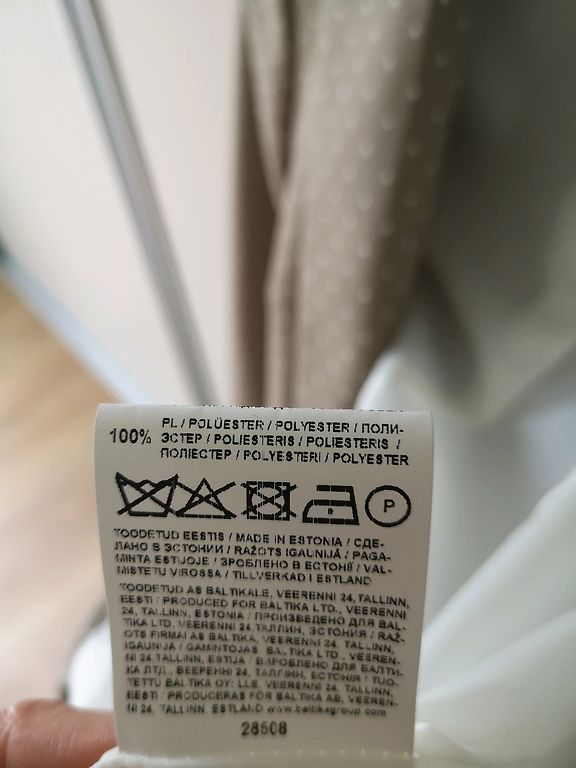 100% PL / POLÜESTER / POLYESTER / ПОЛИ-
ЭСТЕР / POLIESTERIS / POLIESTERIS /
ПОЛІЕСТЕР / POLYESTERI / POLYESTER
P
TOODETUD EESTIS / MADE IN ESTONIA / СДЕ-
ЛАНО В ЭСТОНИИ / RAŽOTS IGAUNIJĀ / PAGA-
MINTA ESTIJOJE / ЗРОБЛЕНО В ЕСТОНІЇ / VAL-
MISTETU VIROSSA / TILLVERKAD I ESTLAND
TOODETUD AS BALTIKALE, VEERENNI 24, TALLINN,
EESTI / PRODUCED FOR BALTIKA LTD., VEERENNI
24, TALLINN, ESTONIA / ПРОИЗВЕДЕНО ДЛЯ BAL-
TIKA LTD. VEERENNI 24, ТАЛЛИН, ЭСТОНИЯ / RAŽ-
OTS FIRMAI AS BALTIKA, VEERENNI 24, TALLINN,
IGAUNIJA / GAMINTOJAS BALTIKA LTD., VEEREN-
NI 24, TALLINN, ESTIJA / ВИРОБЛЕНО ДЛЯ БАЛТИ-
КА ЛТД., ВЕЕРЕННІ 24, ТАЛЛІНН, ЕСТОНІЯ / TUO-
TETTU BALTIKA OY: LLE, VEERENNI 24, TALLINN,
EESTI / PRODUCERAS FOR BALTIKA AB, VEEREN-
NI 24, TALLINN, ESTLAND www.baltikagroup.com
28508